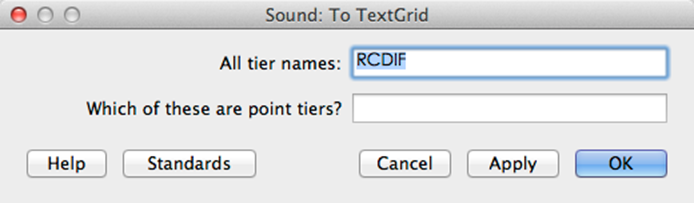 Sound: To TextGrid
All tier names: RCDIF
Which of these are point tiers?
Help Standards Cancel Apply OK